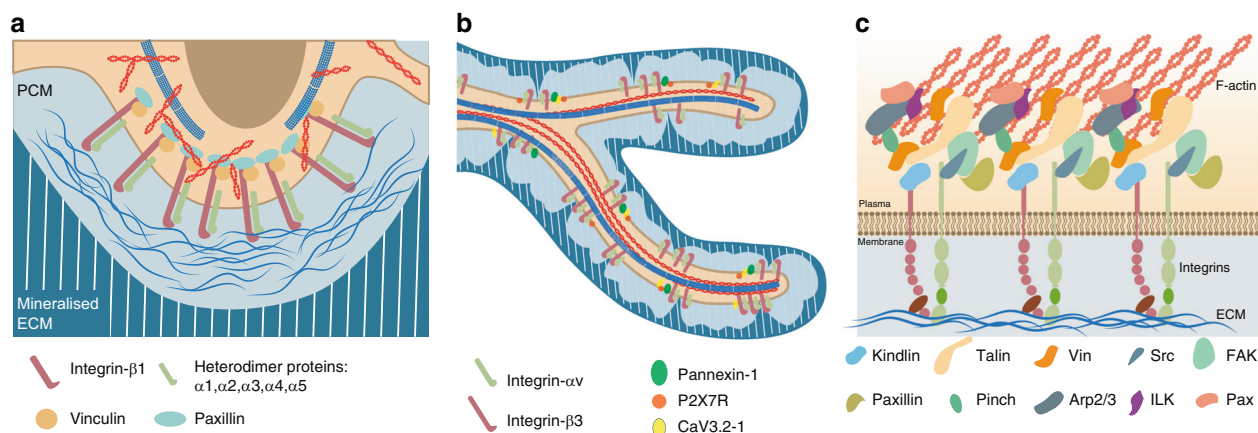 a
PCM
Mineralised
ECM
Integrin-β1
Heterodimer proteins:
α1,α2,α3,α4,α5
Vinculin
Paxillin
b
Integrin-αv
Integrin-β3
Pannexin-1
P2X7R
CaV3.2-1
c
F-actin
Plasma
Membrane
Integrins
ECM
Kindlin
Talin
Vin
Src
FAK
Paxillin
Pinch
Arp2/3
ILK
Pax